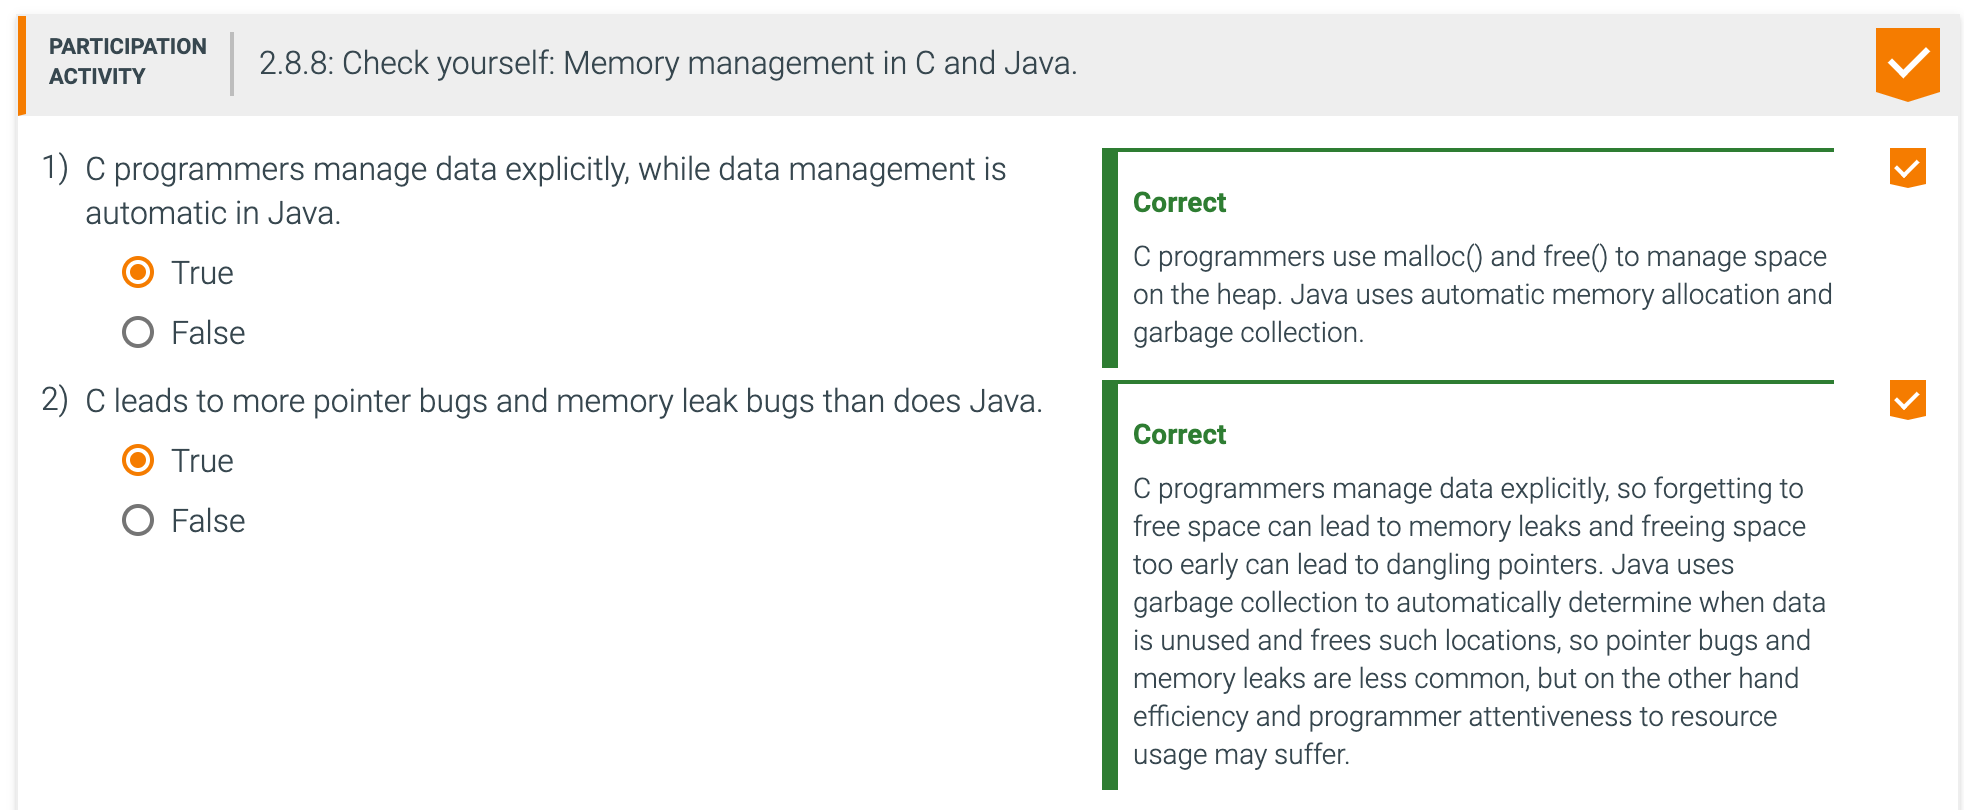 PARTICIPATION
ACTIVITY
2.8.8: Check yourself: Memory management in C and Java.
1) C programmers manage data explicitly, while data management is
automatic in Java.
True
False
Correct
C programmers use malloc() and free() to manage space
on the heap. Java uses automatic memory allocation and
garbage collection.
2) C leads to more pointer bugs and memory leak bugs than does Java.
True
False
Correct
C programmers manage data explicitly, so forgetting to
free space can lead to memory leaks and freeing space
too early can lead to dangling pointers. Java uses
garbage collection to automatically determine when data
is unused and frees such locations, so pointer bugs and
memory leaks are less common, but on the other hand
efficiency and programmer attentiveness to resource
usage may suffer.